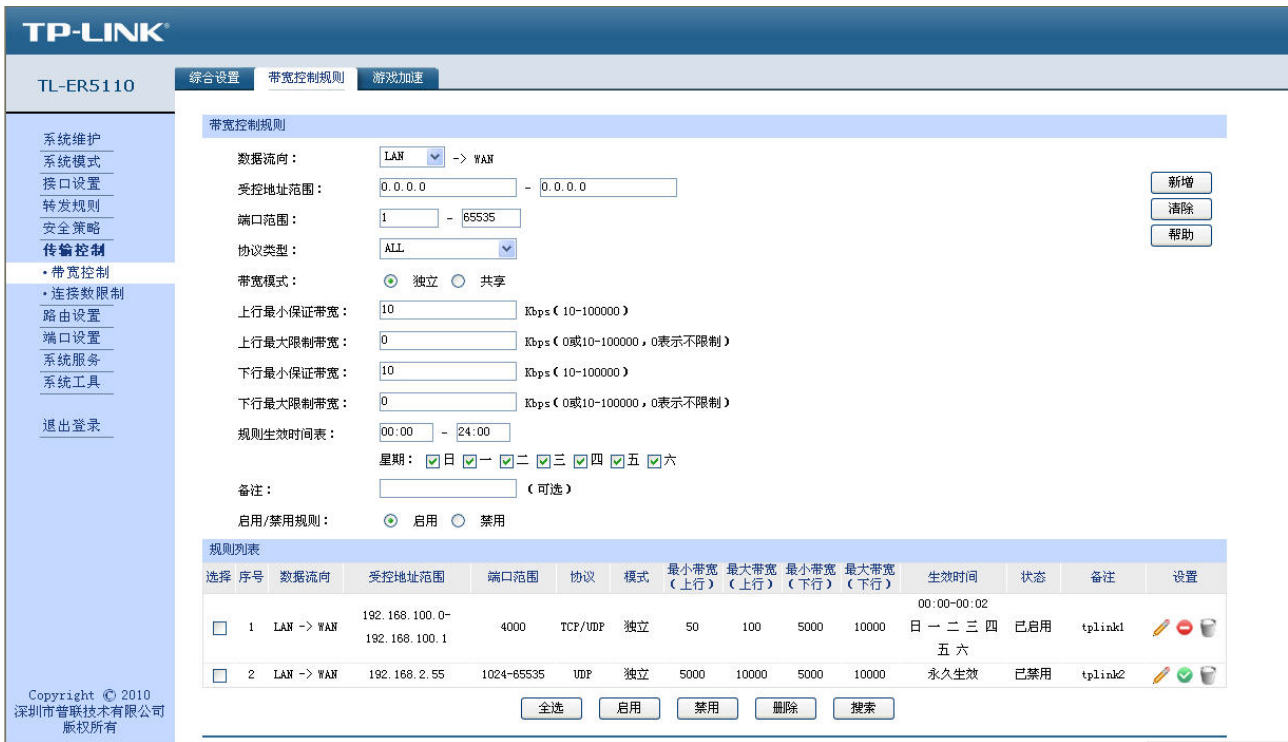 TP-LINK®
TL-ER5110
综合设置 带宽控制规则 游戏加速
系统维护
系统模式
接口设置
转发规则
安全策略
传输控制
·带宽控制
·连接数限制
路由设置
端口设置
系统服务
系统工具
退出登录
Copyright © 2010
深圳市普联技术有限公司
版权所有
带宽控制规则
数据流向： LAN -> WAN
受控地址范围： 0.0.0.0 - 0.0.0.0
端口范围： 1 - 65535
协议类型： ALL
带宽模式： 独立 共享
上行最小保证带宽： 10 Kbps（10-100000）
上行最大限制带宽： 0 Kbps（0或10-100000，0表示不限制）
下行最小保证带宽： 10 Kbps（10-100000）
下行最大限制带宽： 0 Kbps（0或10-100000，0表示不限制）
规则生效时间表： 00:00 - 24:00
星期： 日 一 二 三 四 五 六
备注： （可选）
启用/禁用规则： 启用 禁用
新增
清除
帮助
规则列表
选择 序号 数据流向 受控地址范围 端口范围 协议 模式 最小带宽（上行） 最大带宽（上行） 最小带宽（下行） 最大带宽（下行） 生效时间 状态 备注 设置
1 LAN -> WAN 192.168.100.0-192.168.100.1 4000 TCP/UDP 独立 50 100 5000 10000 00:00-00:02 日 一 二 三 四 五 六 已启用 tplink1
2 LAN -> WAN 192.168.2.55 1024-65535 UDP 独立 5000 10000 5000 10000 永久生效 已禁用 tplink2
全选 启用 禁用 删除 搜索